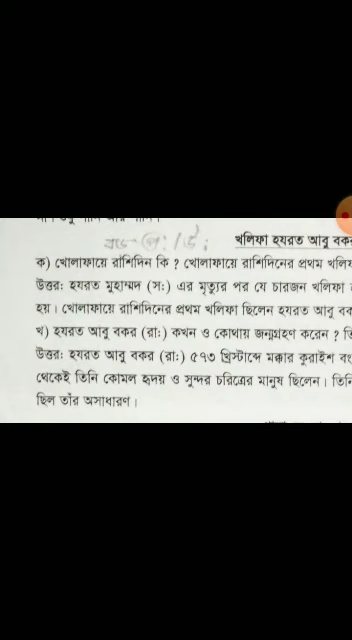 খলিফা হযরত আবু বকর
ক) খোলাফায়ে রাশিদিন কি ? খোলাফায়ে রাশিদিনের প্রথম খলিফ
উত্তর: হযরত মুহাম্মদ (স:) এর মৃত্যুর পর যে চারজন খলিফা
হয়। খোলাফায়ে রাশিদিনের প্রথম খলিফা ছিলেন হযরত আবু বক
খ) হযরত আবু বকর (রাঃ) কখন ও কোথায় জন্মগ্রহণ করেন ? তি
উত্তর: হযরত আবু বকর (রাঃ) ৫৭৩ খ্রিস্টাব্দে মক্কার কুরাইশ বং
থেকেই তিনি কোমল হৃদয় ও সুন্দর চরিত্রের মানুষ ছিলেন। তিনি
ছিল তাঁর অসাধারণ।